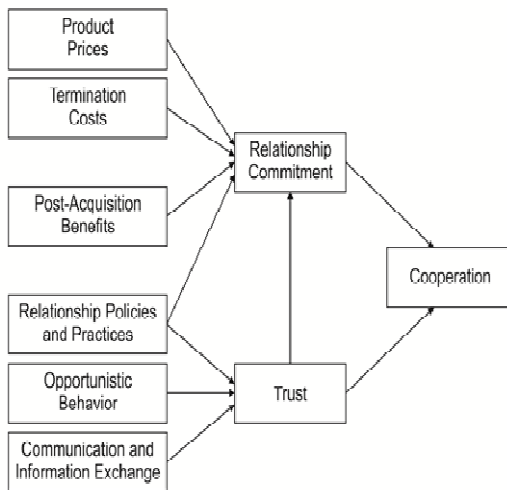 Product
Prices
Termination
Costs
Relationship
Commitment
Post-Acquisition
Benefits
Cooperation
Relationship Policies
and Practices
Opportunistic
Behavior
Trust
Communication and
Information Exchange